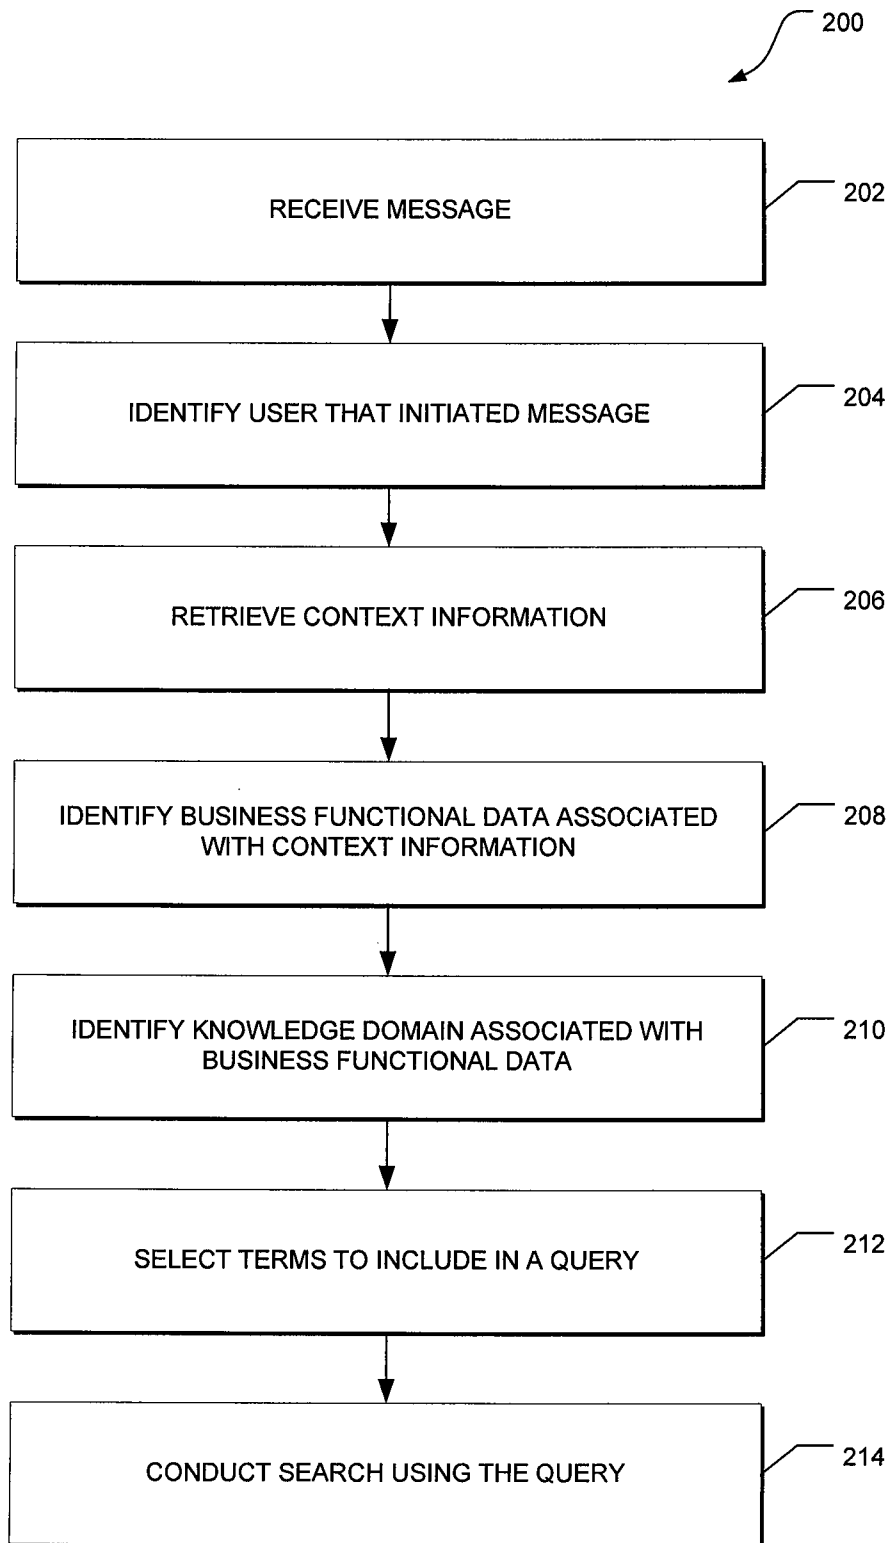 200
RECEIVE MESSAGE
202
IDENTIFY USER THAT INITIATED MESSAGE
204
RETRIEVE CONTEXT INFORMATION
206
IDENTIFY BUSINESS FUNCTIONAL DATA ASSOCIATED
WITH CONTEXT INFORMATION
208
IDENTIFY KNOWLEDGE DOMAIN ASSOCIATED WITH
BUSINESS FUNCTIONAL DATA
210
SELECT TERMS TO INCLUDE IN A QUERY
212
CONDUCT SEARCH USING THE QUERY
214